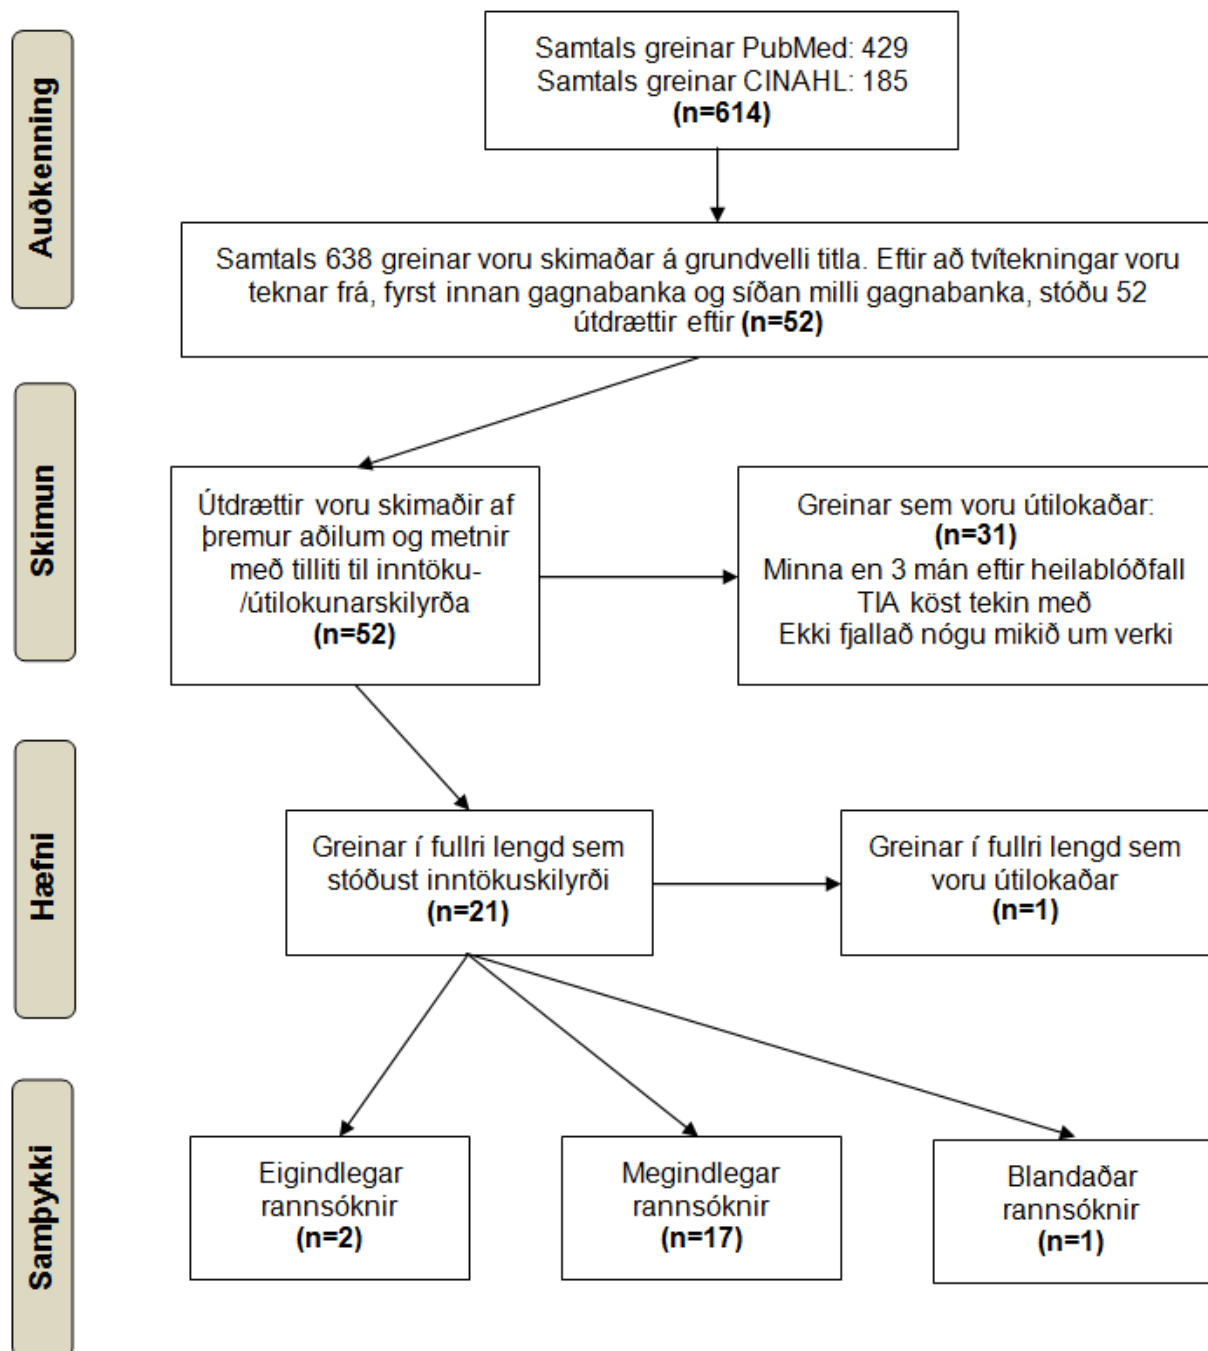 Auðkenning
Samtals greinar PubMed: 429
Samtals greinar CINAHL: 185
(n=614)
Samtals 638 greinar voru skimaðar á grundvelli titla. Eftir að tvítekningar voru
teknar frá, fyrst innan gagnabanka og síðan milli gagnabanka, stóðu 52
útdrættir eftir (n=52)
Skimun
Útdrættir voru skimaðir af
þremur aðilum og metnir
með tilliti til inntöku-
/útilokunarskilyrða
(n=52)
Greinar sem voru útilokaðar:
(n=31)
Minna en 3 mán eftir heilablóðfall
TIA köst tekin með
Ekki fjallað nógu mikið um verki
Hæfni
Greinar í fullri lengd sem
stóðust inntökuskilyrði
(n=21)
Greinar í fullri lengd sem
voru útilokaðar
(n=1)
Samþykki
Eigindlegar
rannsóknir
(n=2)
Megindlegar
rannsóknir
(n=17)
Blandaðar
rannsóknir
(n=1)